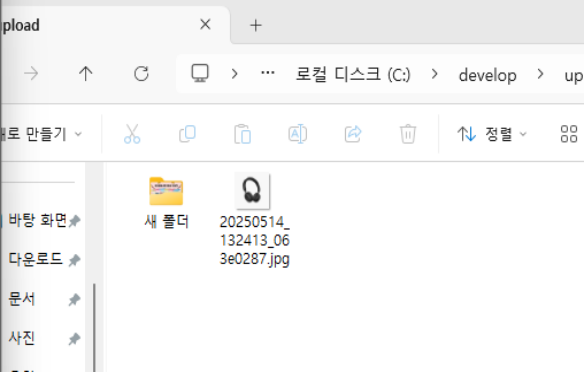 upload
로컬 디스크 (C:) > develop > up
새로 만들기
정렬
새 폴더
20250514_
132413_06
3e0287.jpg
바탕 화면
다운로드
문서
사진